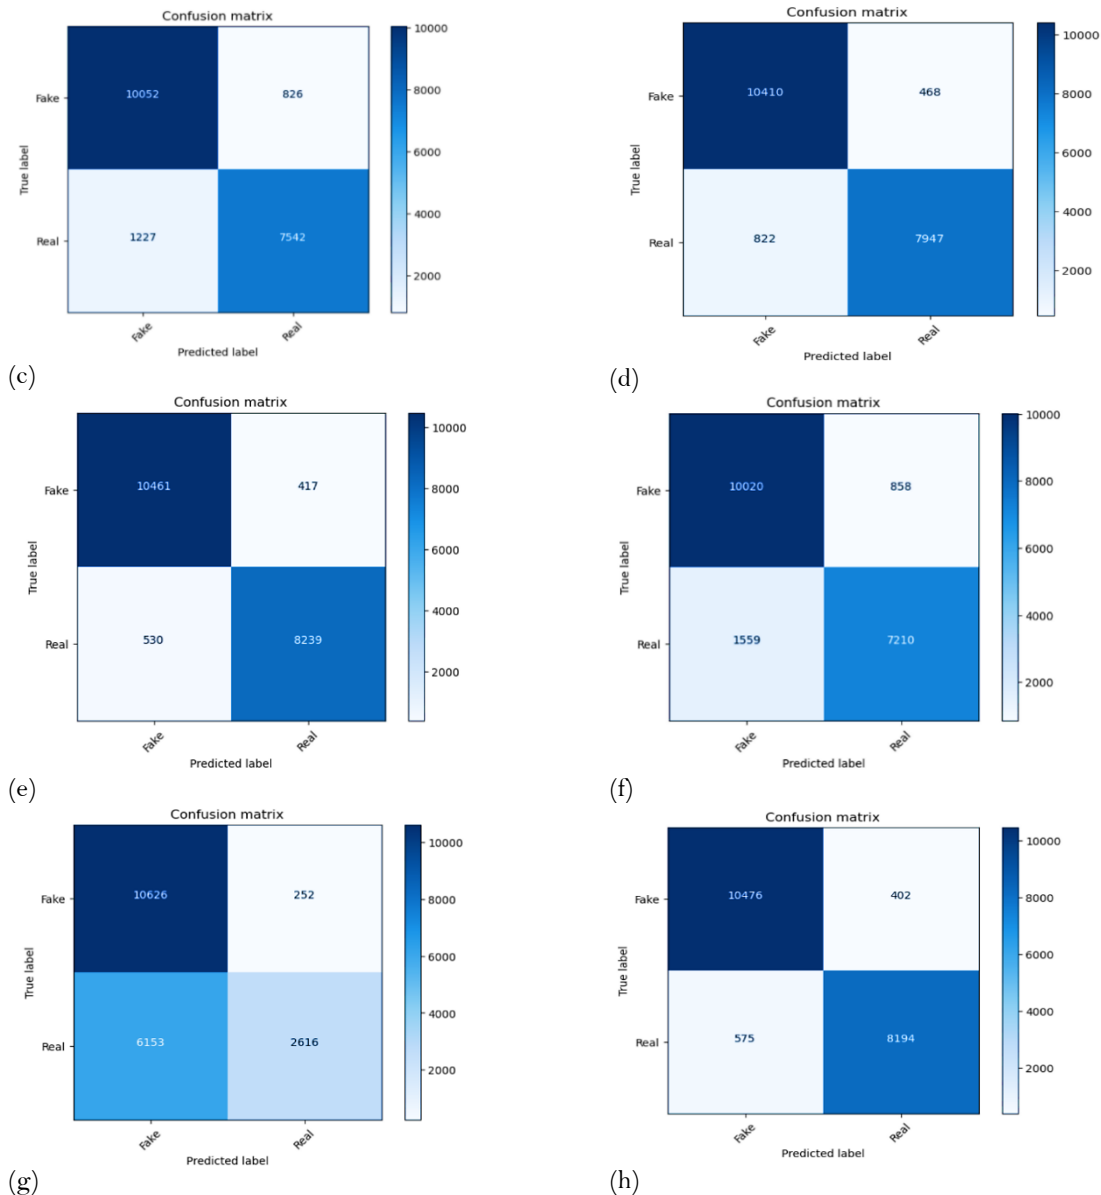 Confusion matrix
Fake
10052
826
True label
Real
1227
7542
Fake
Real
Predicted label
10000
8000
6000
4000
2000
(c)
Confusion matrix
Fake
10410
468
True label
Real
822
7947
Fake
Real
Predicted label
10000
8000
6000
4000
2000
(d)
Confusion matrix
Fake
10461
417
True label
Real
530
8239
Fake
Real
Predicted label
10000
8000
6000
4000
2000
(e)
Confusion matrix
Fake
10020
858
True label
Real
1559
7210
Fake
Real
Predicted label
10000
8000
6000
4000
2000
(f)
Confusion matrix
Fake
10626
252
True label
Real
6153
2616
Fake
Real
Predicted label
10000
8000
6000
4000
2000
(g)
Confusion matrix
Fake
10476
402
True label
Real
575
8194
Fake
Real
Predicted label
10000
8000
6000
4000
2000
(h)